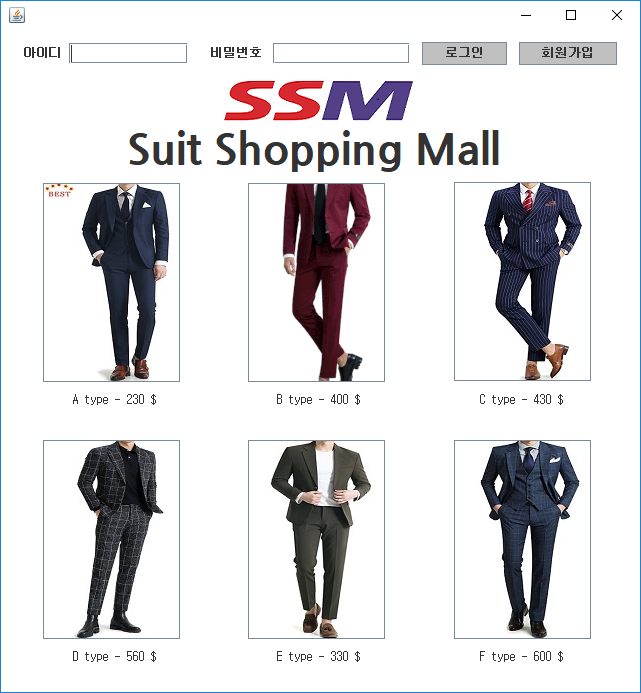 아이디 비밀번호 로그인 회원가입
SSM
Suit Shopping Mall
BEST
A type - 230 $ B type - 400 $ C type - 430 $
D type - 560 $ E type - 330 $ F type - 600 $